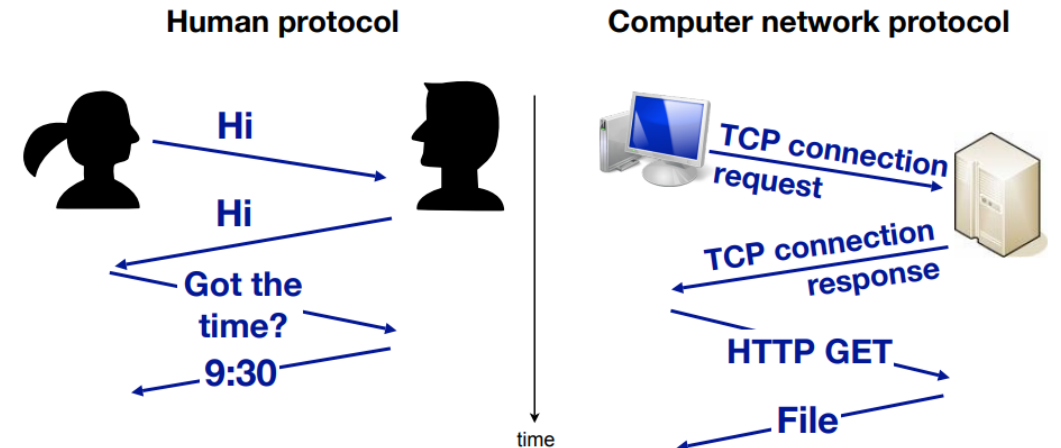 Human protocol
Computer network protocol
Hi
Hi
Got the
time?
9:30
time
TCP connection
request
TCP connection
response
HTTP GET
File